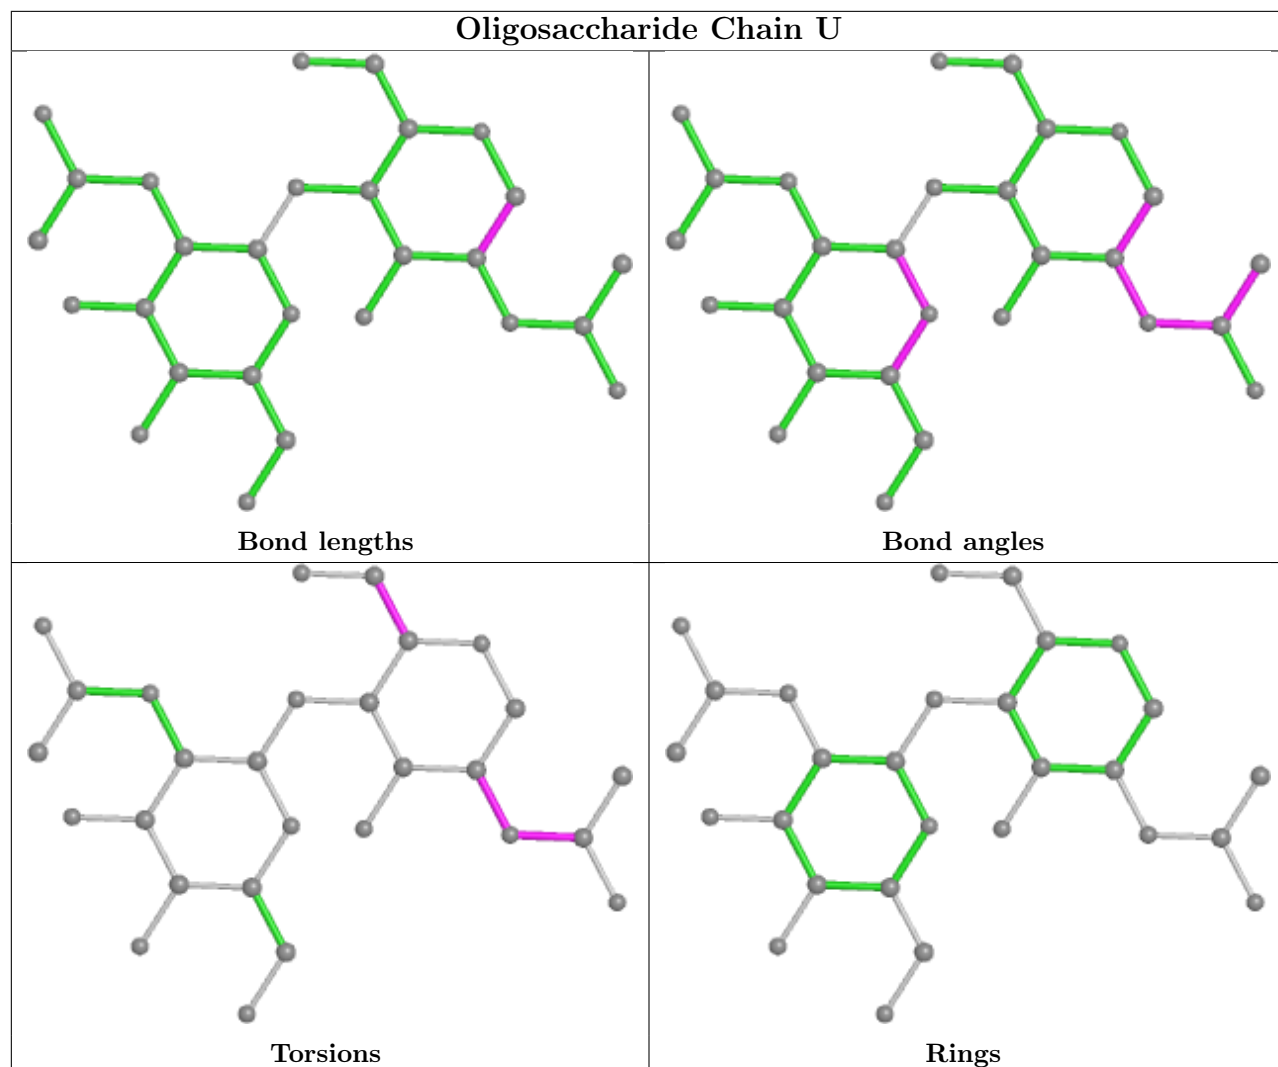 Oligosaccharide Chain U
Bond lengths
Bond angles
Torsions
Rings